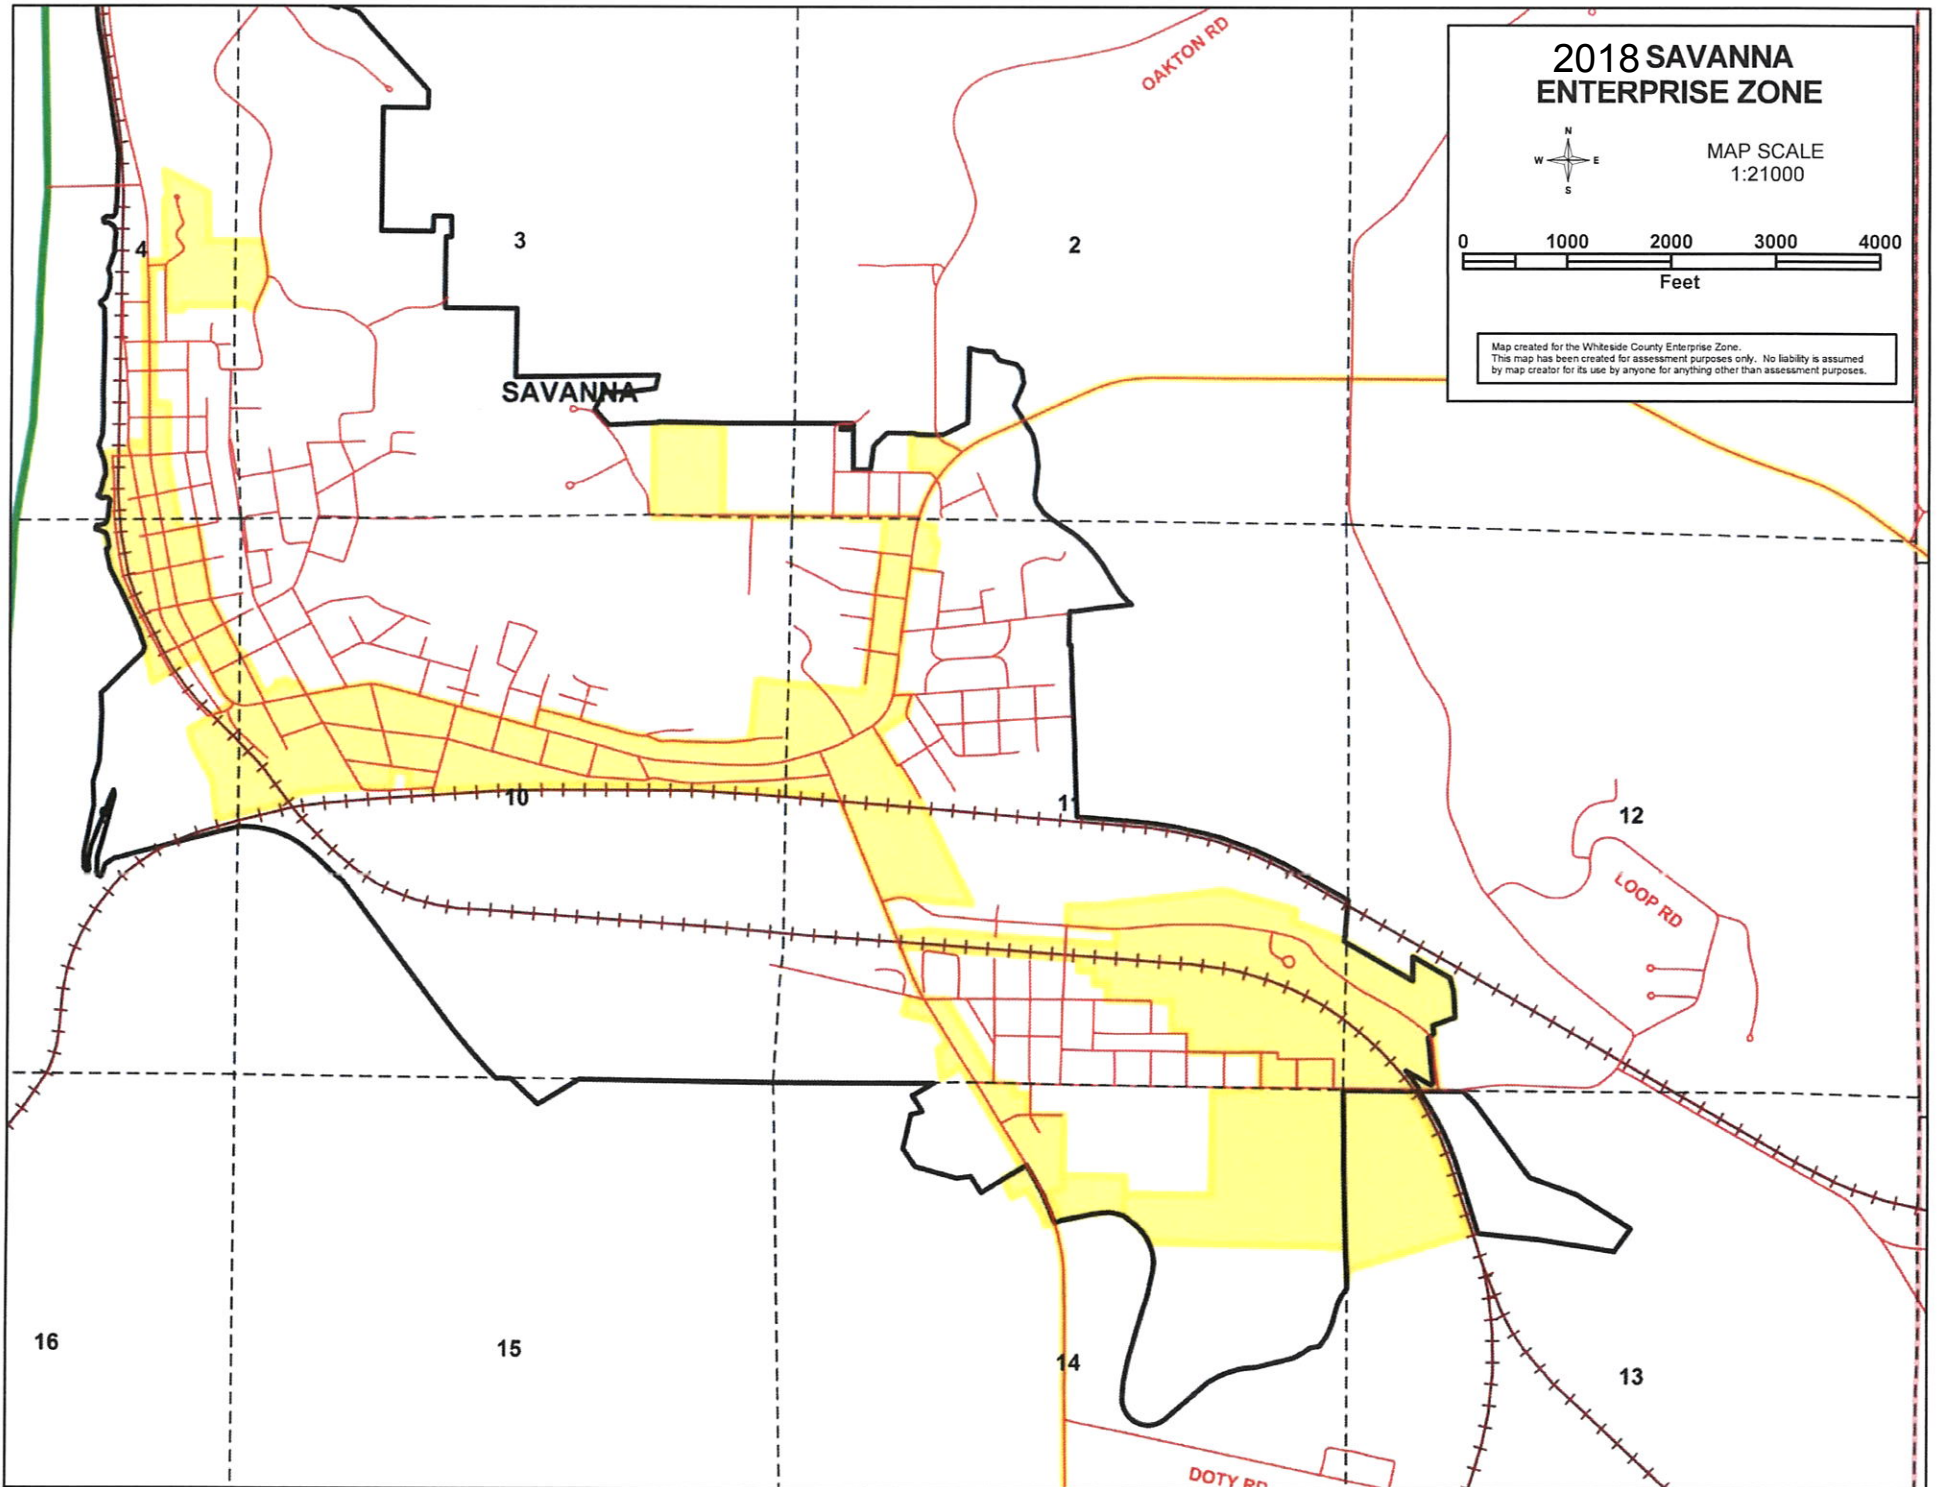 OAKTON RD
2018 SAVANNA
ENTERPRISE ZONE
N
W E
S
MAP SCALE
1:21000
0 1000 2000 3000 4000
Feet
Map created for the Whiteside County Enterprise Zone.
This map has been created for assessment purposes only. No liability is assumed
by map creator for its use by anyone for anything other than assessment purposes.
4
3
2
SAVANNA
10
11
12
LOOP RD
16
15
14
13
DOTY RD